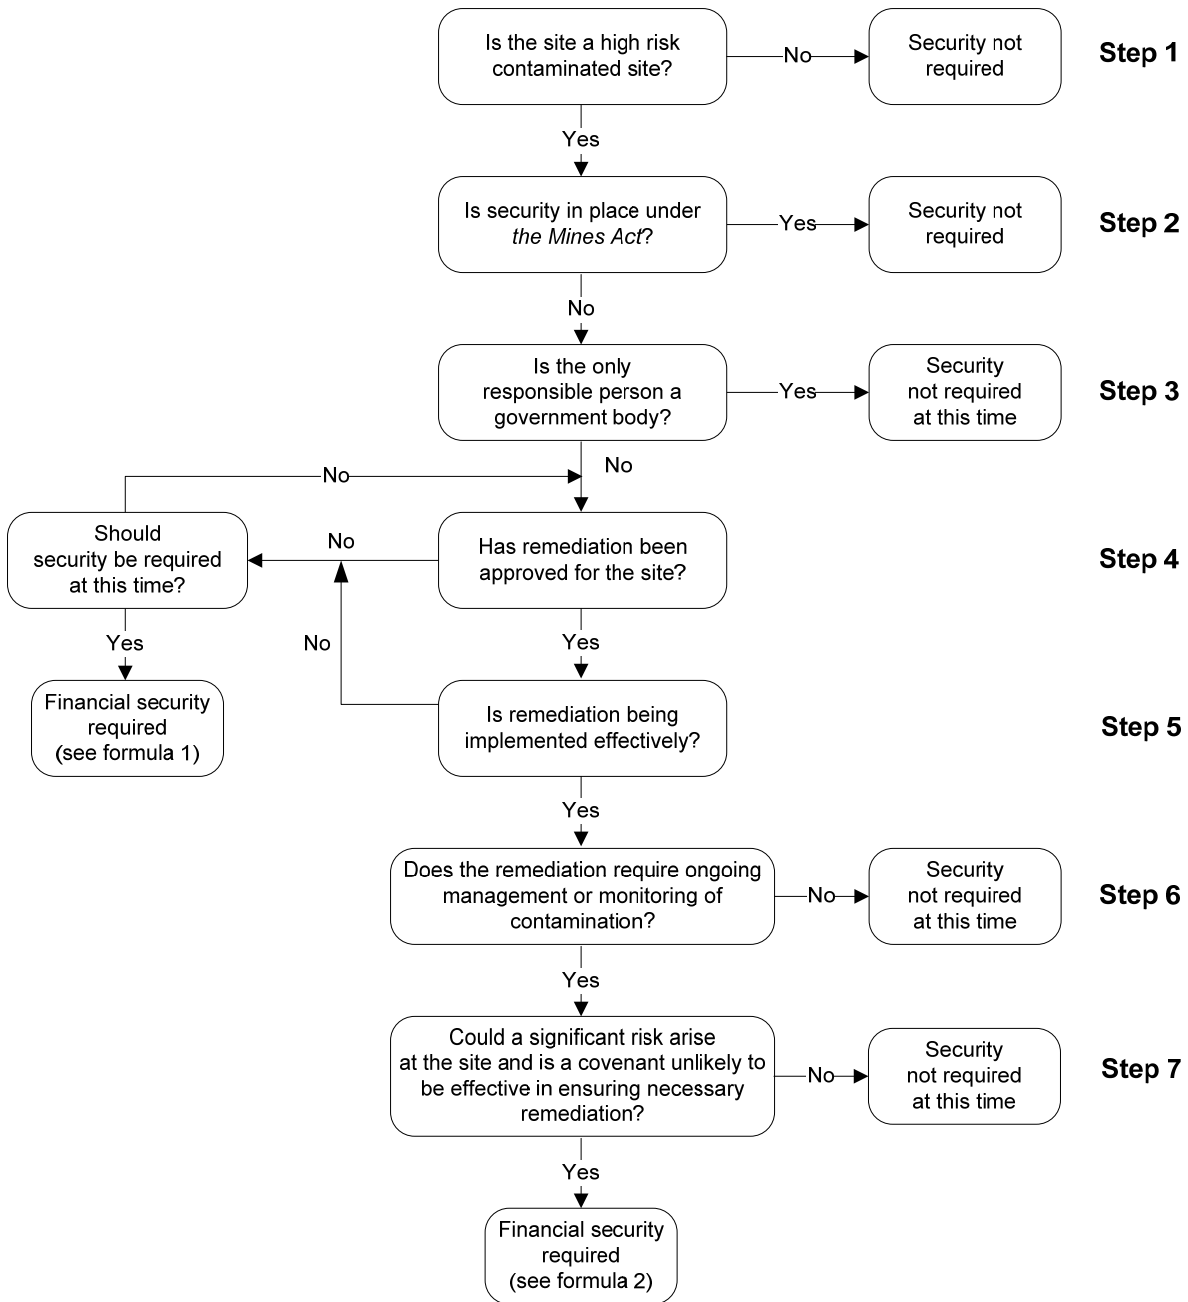 Is the site a high risk
contaminated site?
No
Security not
required
Step 1
Yes
Is security in place under
the Mines Act?
Yes
Security not
required
Step 2
No
Is the only
responsible person a
government body?
Yes
Security
not required
at this time
Step 3
No
No
Should
security be required
at this time?
No
Has remediation been
approved for the site?
Step 4
Yes
No
Yes
Financial security
required
(see formula 1)
Is remediation being
implemented effectively?
Step 5
Yes
Does the remediation require ongoing
management or monitoring of
contamination?
No
Security
not required
at this time
Step 6
Yes
Could a significant risk arise
at the site and is a covenant unlikely to
be effective in ensuring necessary
remediation?
No
Security
not required
at this time
Step 7
Yes
Financial security
required
(see formula 2)